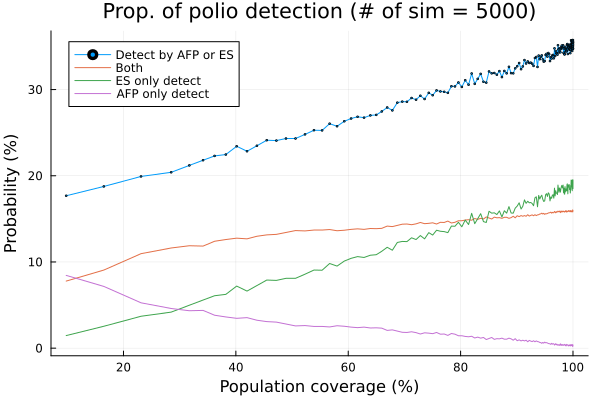 Prop. of polio detection (# of sim = 5000)
Detect by AFP or ES
Both
ES only detect
AFP only detect
Probability (%)
30
20
10
0
20
40
60
80
100
Population coverage (%)